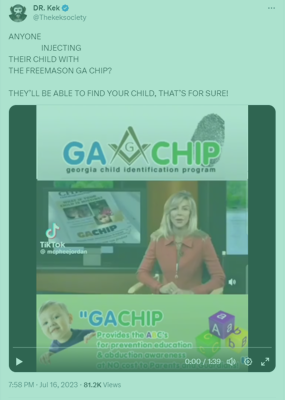 DR. Kek
@Thekeksociety
ANYONE
INJECTING
THEIR CHILD WITH
THE FREEMASON GA CHIP?
THEY'LL BE ABLE TO FIND YOUR CHILD, THAT'S FOR SURE!
GA G CHIP
georgia child identification program
GACHIP
TikTok
"GACHIP
Provides the ABC's
for prevention education
& abduction awareness
0:00 / 1:39
7:58 PM · Jul 16, 2023 · 81.2K Views